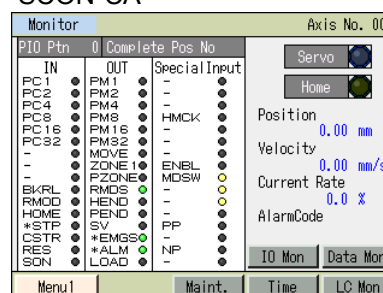 Monitor Axis No. 00
PIO Ptn 0 Complete Pos No
IN OUT SpecialInput
PC1 PM1 -
PC2 PM2 -
PC4 PM4 -
PC8 PM8 HMCK
PC16 PM16 -
PC32 PM32 -
- MOVE -
- ZONE1 ENBL
- PZONE MDSW
BKRL RMDS -
RMOD HEND -
HOME PEND -
*STP SV PP
CSTR *EMGS -
RES *ALM NP
SON LOAD -
Servo
Home
Position
0.00 mm
Velocity
0.00 mm/s
Current Rate
0.0 %
AlarmCode
IO Mon Data Mon
Menu1 Maint. Time LC Mon